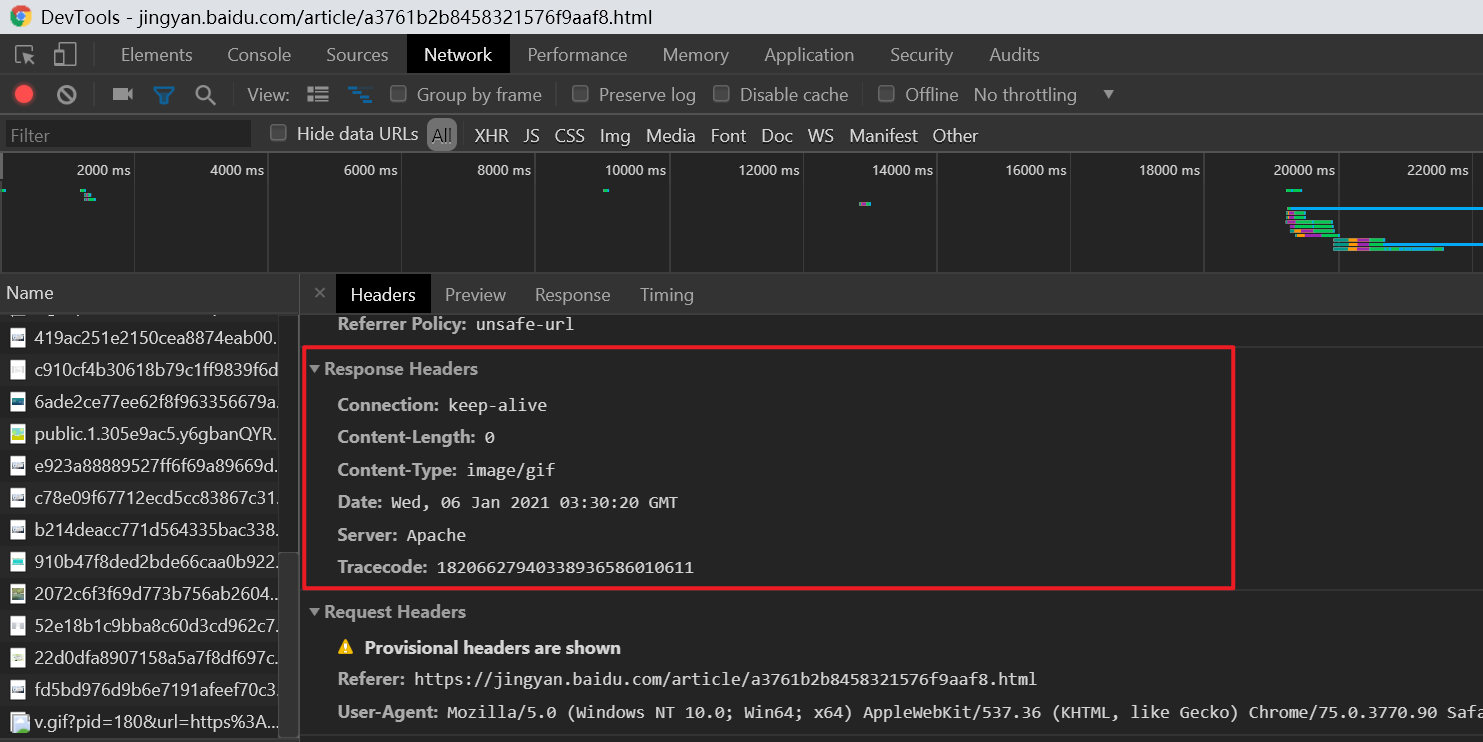 DevTools - jingyan.baidu.com/article/a3761b2b8458321576f9aaf8.html
Elements Console Sources Network Performance Memory Application Security Audits
View: Group by frame Preserve log Disable cache Offline No throttling
Filter Hide data URLs All XHR JS CSS Img Media Font Doc WS Manifest Other
2000 ms 4000 ms 6000 ms 8000 ms 10000 ms 12000 ms 14000 ms 16000 ms 18000 ms 20000 ms 22000 ms
Name
419ac251e2150cea8874eab00.
c910cf4b30618b79c1ff9839f6d
6ade2ce77ee62f8f963356679a.
public.1.305e9ac5.y6gbanQYR.
e923a88889527ff6f69a89669d.
c78e09f67712ecd5cc83867c31.
b214deacc771d564335bac338.
910b47f8ded2bde66caa0b922.
2072c6f3f69d773b756ab2604...
52e18b1c9bba8c60d3cd962c7.
22d0dfa8907158a5a7f8df697c.
fd5bd976d9b6e7191afeef70c3.
v.gif?pid=180&url=https%3A...
Headers Preview Response Timing
Referrer Policy: unsafe-url
Response Headers
Connection: keep-alive
Content-Length: 0
Content-Type: image/gif
Date: Wed, 06 Jan 2021 03:30:20 GMT
Server: Apache
Tracecode: 18206627940338936586010611
Request Headers
Provisional headers are shown
Referer: https://jingyan.baidu.com/article/a3761b2b8458321576f9aaf8.html
User-Agent: Mozilla/5.0 (Windows NT 10.0; Win64; x64) AppleWebKit/537.36 (KHTML, like Gecko) Chrome/75.0.3770.90 Safa